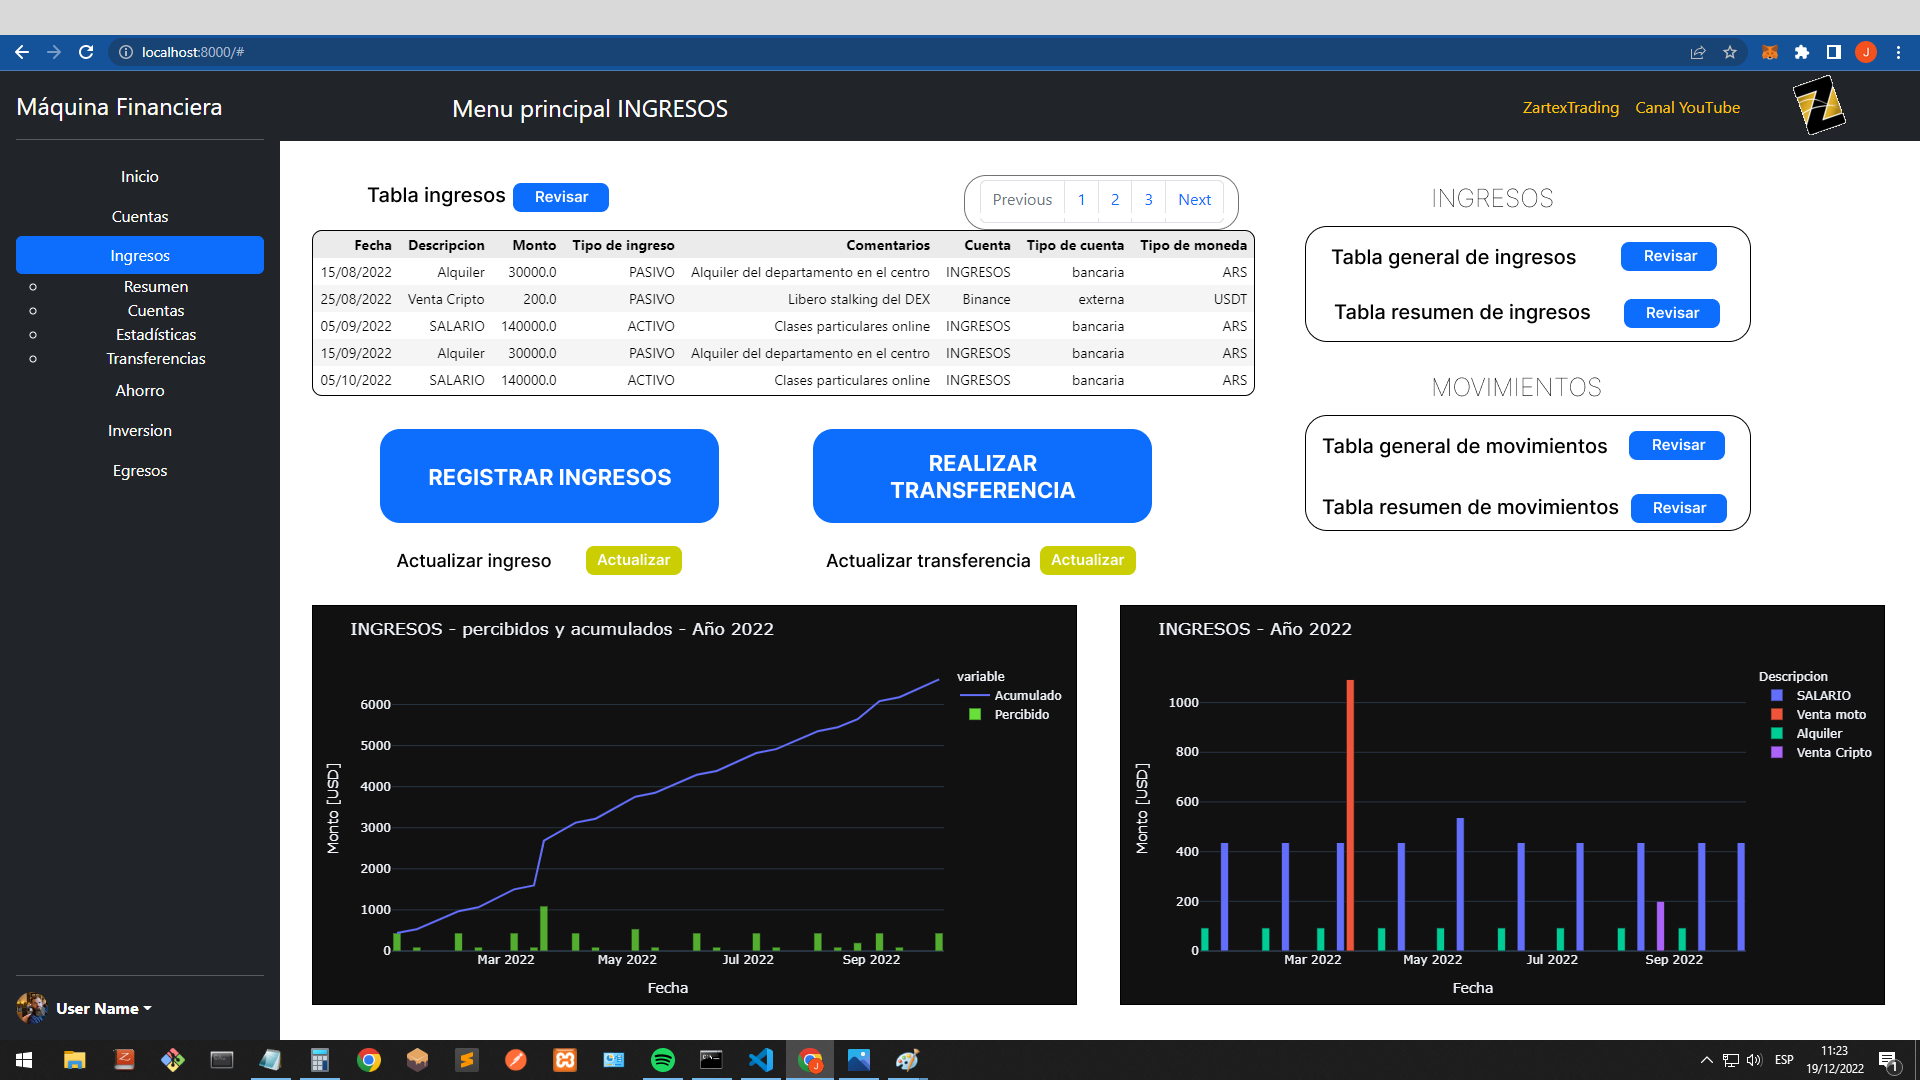 localhost:8000/#
J
Máquina Financiera
Menu principal INGRESOS
ZartexTrading
Canal YouTube
Inicio
Cuentas
Ingresos
Resumen
Cuentas
Estadísticas
Transferencias
Ahorro
Inversion
Egresos
User Name
Tabla ingresos
Revisar
Previous 1 2 3 Next
Fecha Descripcion Monto Tipo de ingreso Comentarios Cuenta Tipo de cuenta Tipo de moneda
15/08/2022 Alquiler 30000.0 PASIVO Alquiler del departamento en el centro INGRESOS bancaria ARS
25/08/2022 Venta Cripto 200.0 PASIVO Libero stalking del DEX Binance externa USDT
05/09/2022 SALARIO 140000.0 ACTIVO Clases particulares online INGRESOS bancaria ARS
15/09/2022 Alquiler 30000.0 PASIVO Alquiler del departamento en el centro INGRESOS bancaria ARS
05/10/2022 SALARIO 140000.0 ACTIVO Clases particulares online INGRESOS bancaria ARS
INGRESOS
Tabla general de ingresos Revisar
Tabla resumen de ingresos Revisar
MOVIMIENTOS
Tabla general de movimientos Revisar
Tabla resumen de movimientos Revisar
REGISTRAR INGRESOS
REALIZAR
TRANSFERENCIA
Actualizar ingreso Actualizar
Actualizar transferencia Actualizar
INGRESOS - percibidos y acumulados - Año 2022
variable
Acumulado
Percibido
6000
5000
4000
3000
2000
1000
0
Monto [USD]
Mar 2022 May 2022 Jul 2022 Sep 2022
Fecha
INGRESOS - Año 2022
Descripcion
SALARIO
Venta moto
Alquiler
Venta Cripto
1000
800
600
400
200
0
Monto [USD]
Mar 2022 May 2022 Jul 2022 Sep 2022
Fecha
ESP
11:23
19/12/2022
1